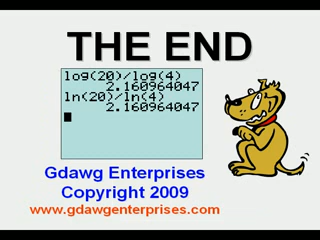 THE END
log(20)/log(4)
2.160964047
ln(20)/ln(4)
2.160964047
Gdawg Enterprises
Copyright 2009
www.gdawgenterprises.com